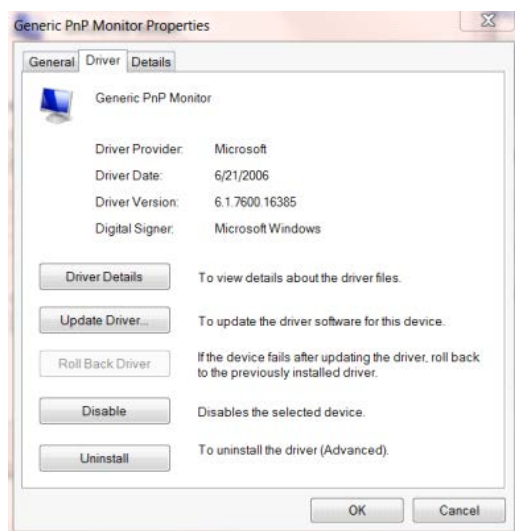 Generic PnP Monitor Properties
General Driver Details
Generic PnP Monitor
Driver Provider: Microsoft
Driver Date: 6/21/2006
Driver Version: 6.1.7600.16385
Digital Signer: Microsoft Windows
Driver Details To view details about the driver files.
Update Driver... To update the driver software for this device.
Roll Back Driver If the device fails after updating the driver, roll back
to the previously installed driver.
Disable Disables the selected device.
Uninstall To uninstall the driver (Advanced).
OK Cancel